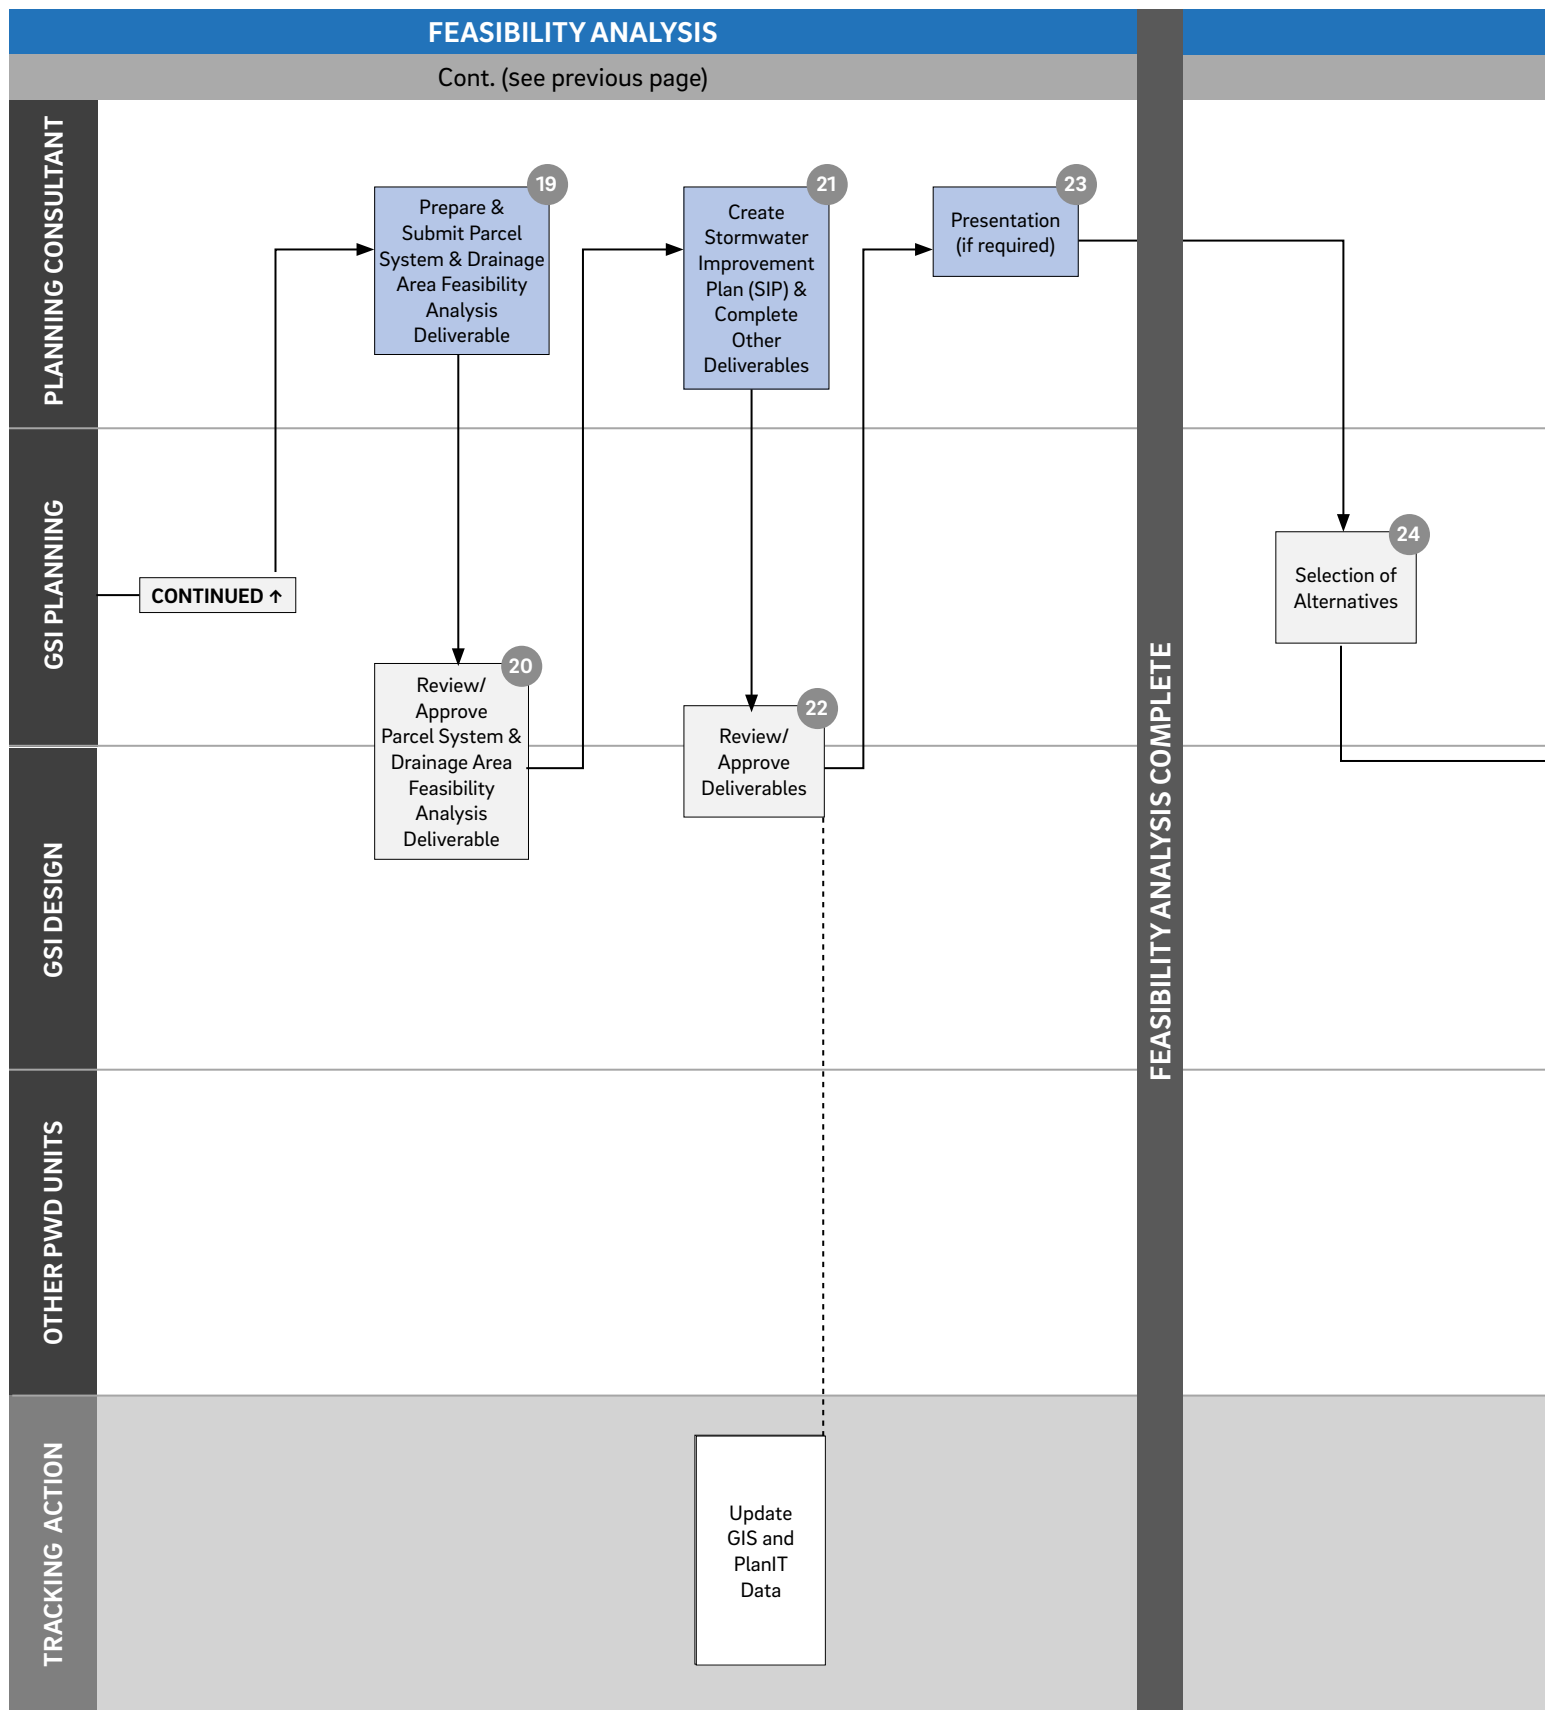 FEASIBILITY ANALYSIS
Cont. (see previous page)
PLANNING CONSULTANT
19
Prepare &
Submit Parcel
System & Drainage
Area Feasibility
Analysis
Deliverable
21
Create
Stormwater
Improvement
Plan (SIP) &
Complete
Other
Deliverables
23
Presentation
(if required)
GSI PLANNING
CONTINUED ↑
20
Review/
Approve
Parcel System &
Drainage Area
Feasibility
Analysis
Deliverable
22
Review/
Approve
Deliverables
FEASIBILITY ANALYSIS COMPLETE
24
Selection of
Alternatives
GSI DESIGN
OTHER PWD UNITS
TRACKING ACTION
Update
GIS and
PlanIT
Data